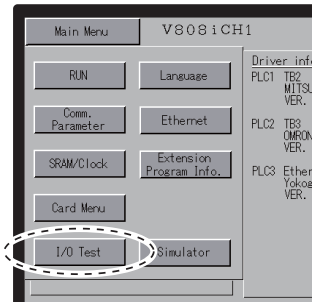 Main Menu
V808iCH1
RUN
Language
Comm.
Parameter
Ethernet
SRAM/Clock
Extension
Program Info.
Card Menu
I/O Test
Simulator
Driver info
PLC1 TB2
MITSU
VER.
PLC2 TB3
OMRON
VER.
PLC3 Ether
Yokog
VER.